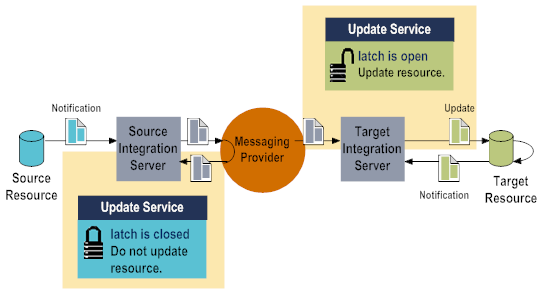 Update Service
latch is open
Update resource.
Notification
Source
Integration
Server
Messaging
Provider
Target
Integration
Server
Update
Source
Resource
Notification
Target
Resource
Update Service
latch is closed
Do not update
resource.